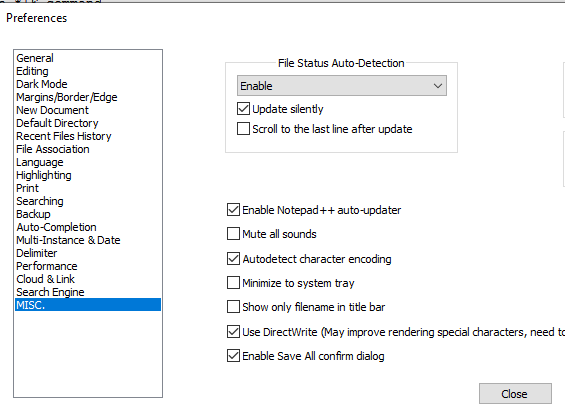 Preferences
General
Editing
Dark Mode
Margins/Border/Edge
New Document
Default Directory
Recent Files History
File Association
Language
Highlighting
Print
Searching
Backup
Auto-Completion
Multi-Instance & Date
Delimiter
Performance
Cloud & Link
Search Engine
MISC.
File Status Auto-Detection
Enable
Update silently
Scroll to the last line after update
Enable Notepad++ auto-updater
Mute all sounds
Autodetect character encoding
Minimize to system tray
Show only filename in title bar
Use DirectWrite (May improve rendering special characters, need to
Enable Save All confirm dialog
Close